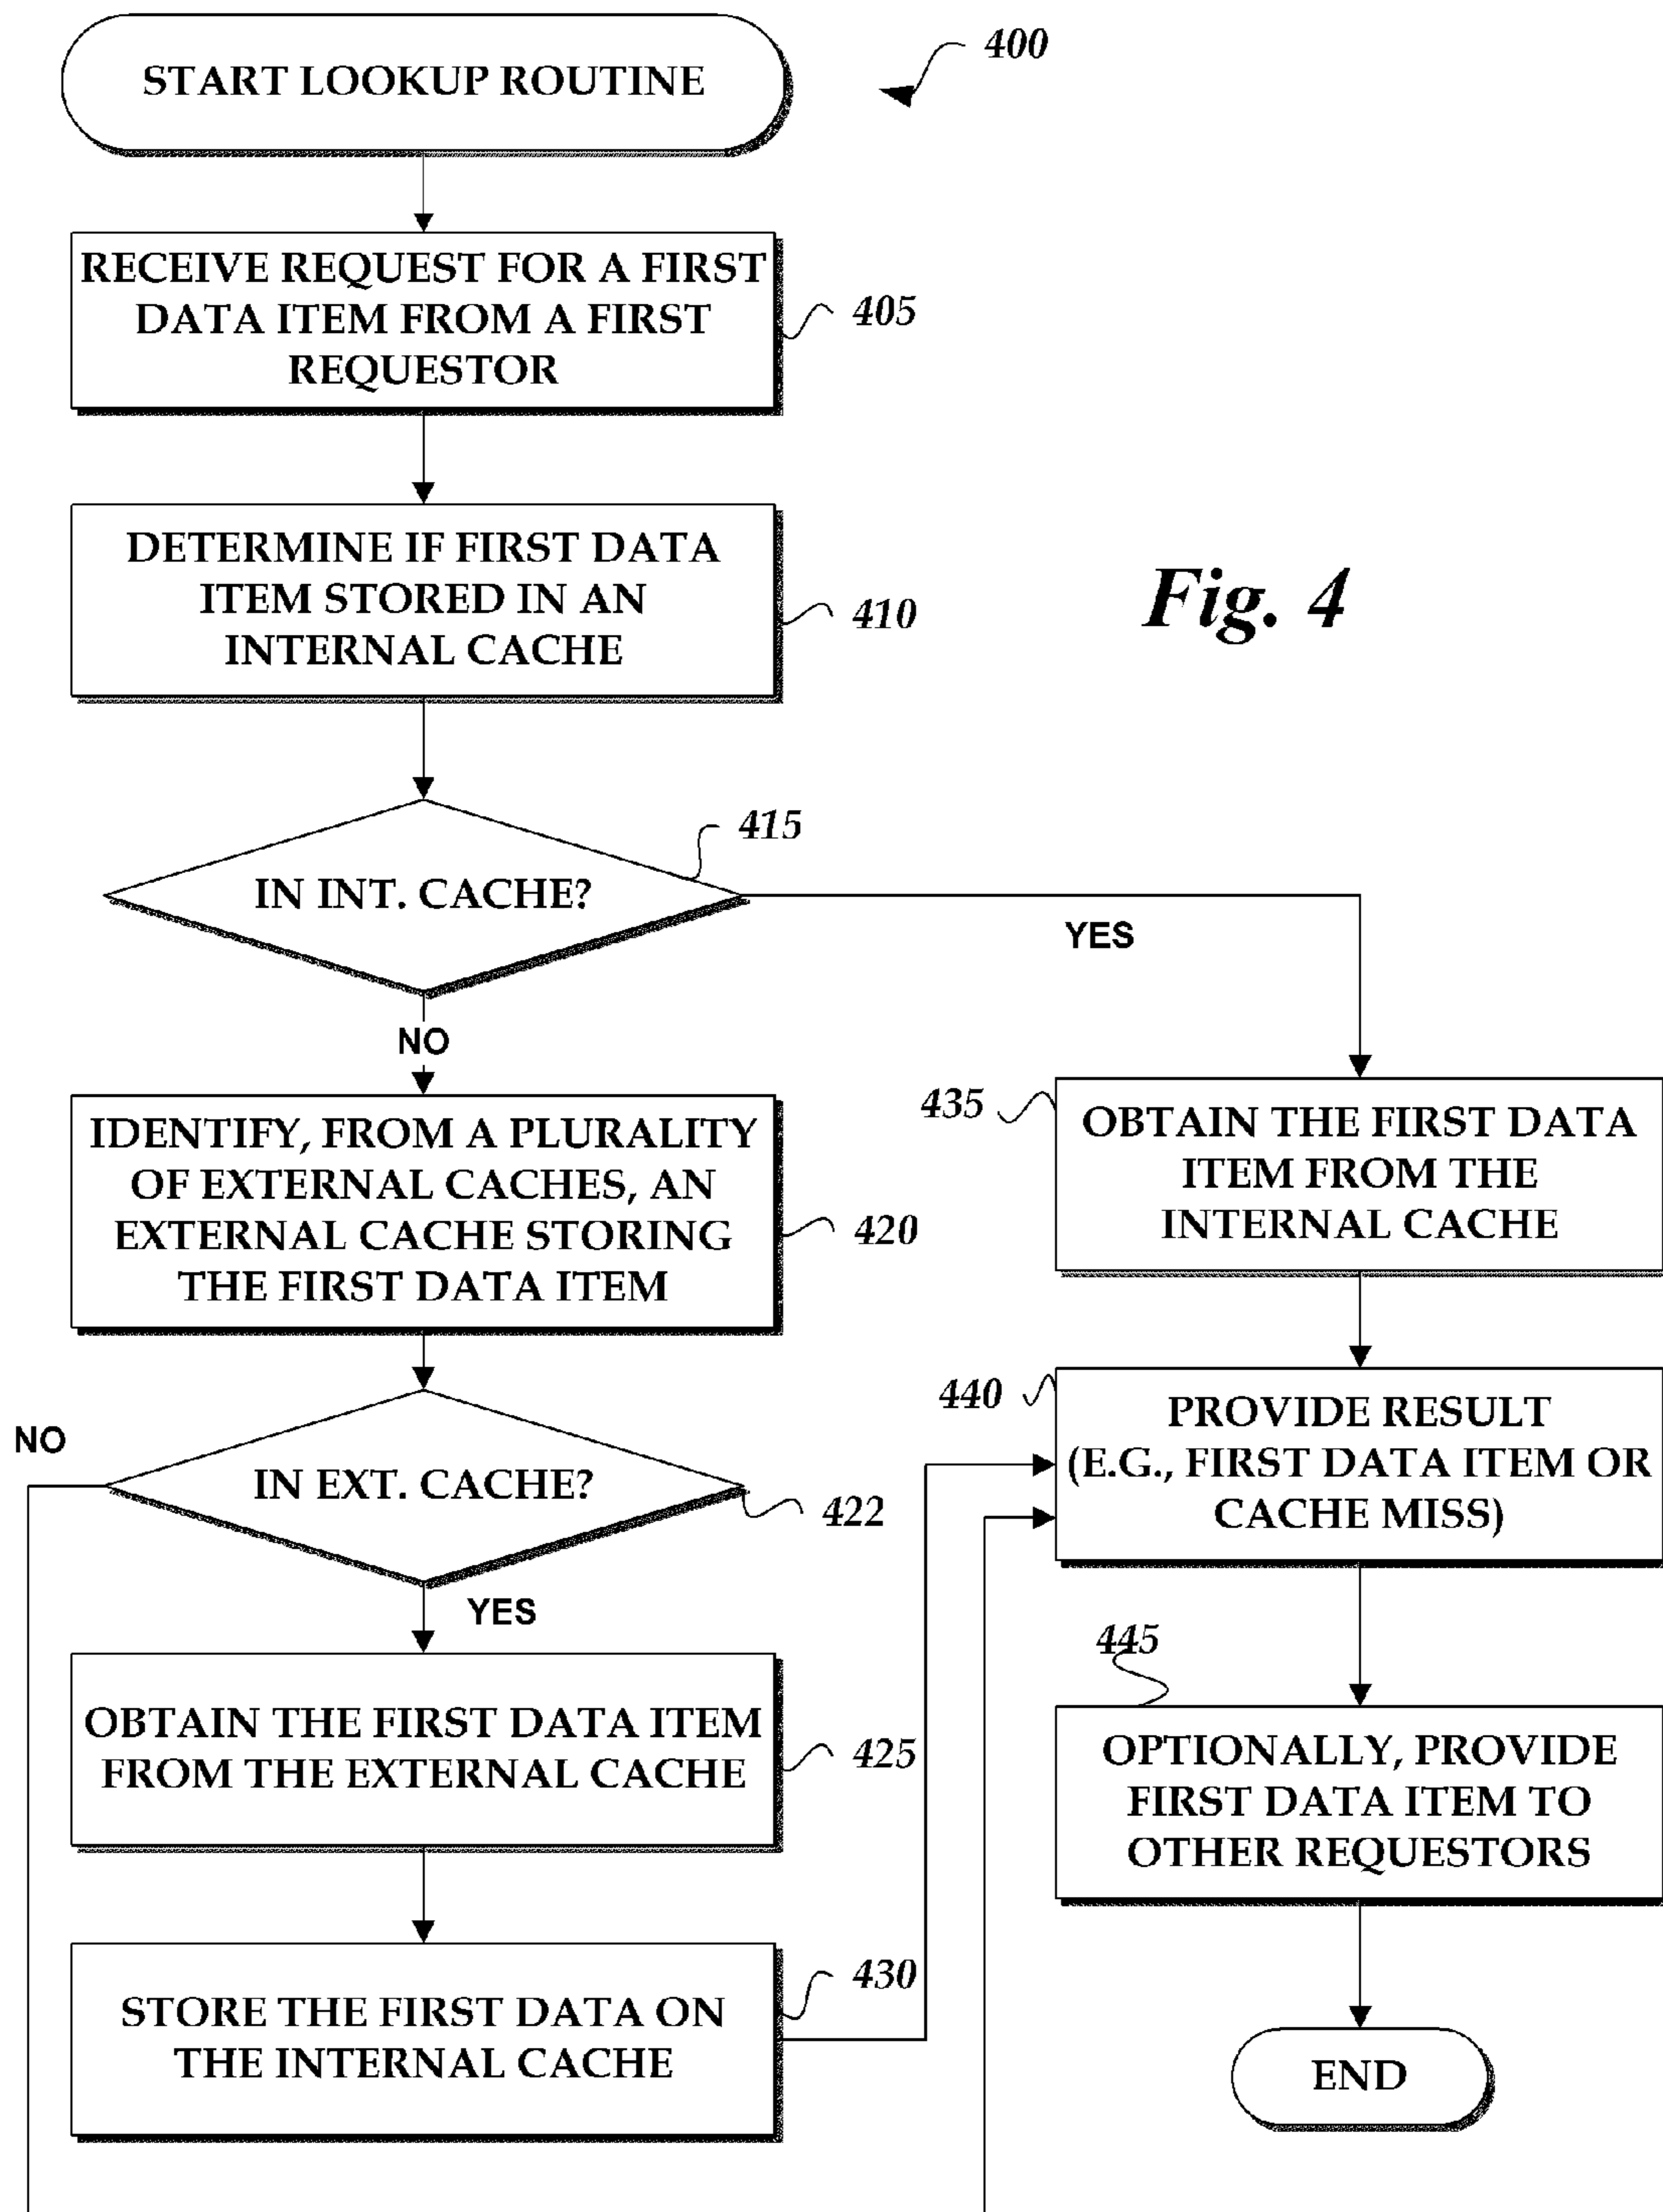 START LOOKUP ROUTINE
400
RECEIVE REQUEST FOR A FIRST
DATA ITEM FROM A FIRST
REQUESTOR
405
DETERMINE IF FIRST DATA
ITEM STORED IN AN
INTERNAL CACHE
410
Fig. 4
IN INT. CACHE?
415
YES
NO
IDENTIFY, FROM A PLURALITY
OF EXTERNAL CACHES, AN
EXTERNAL CACHE STORING
THE FIRST DATA ITEM
420
IN EXT. CACHE?
422
NO
YES
OBTAIN THE FIRST DATA ITEM
FROM THE EXTERNAL CACHE
425
STORE THE FIRST DATA ON
THE INTERNAL CACHE
430
435
OBTAIN THE FIRST DATA
ITEM FROM THE
INTERNAL CACHE
440
PROVIDE RESULT
(E.G., FIRST DATA ITEM OR
CACHE MISS)
445
OPTIONALLY, PROVIDE
FIRST DATA ITEM TO
OTHER REQUESTORS
END